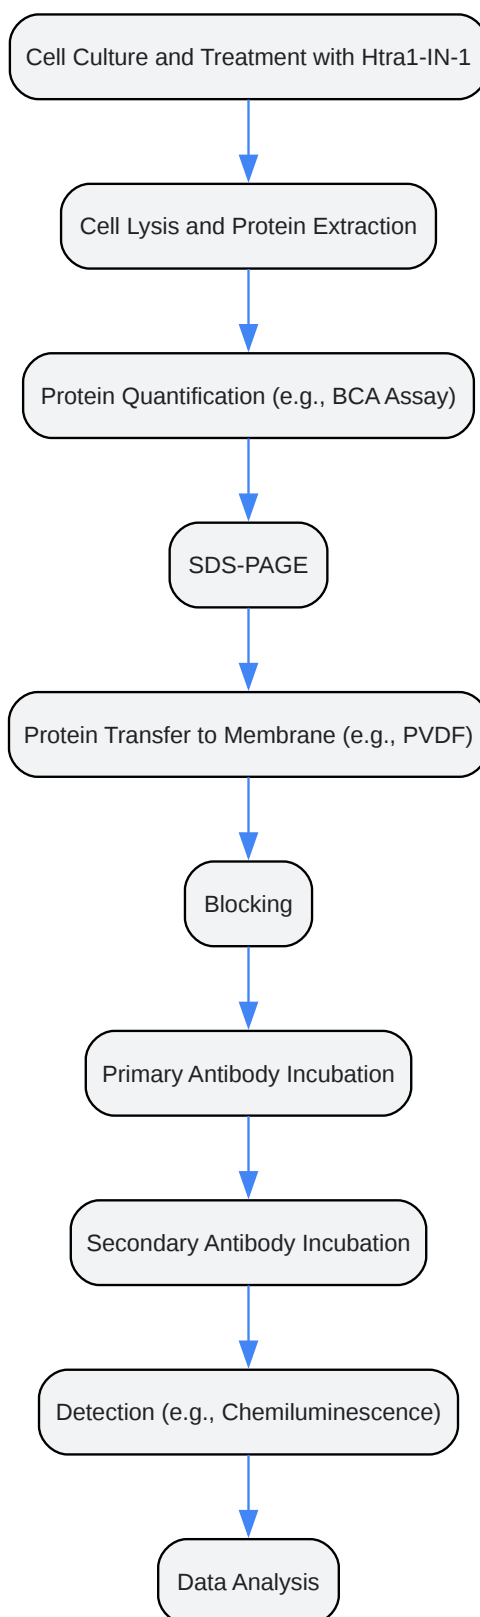 Cell Culture and Treatment with Htra1-IN-1
Cell Lysis and Protein Extraction
Protein Quantification (e.g., BCA Assay)
SDS-PAGE
Protein Transfer to Membrane (e.g., PVDF)
Blocking
Primary Antibody Incubation
Secondary Antibody Incubation
Detection (e.g., Chemiluminescence)
Data Analysis